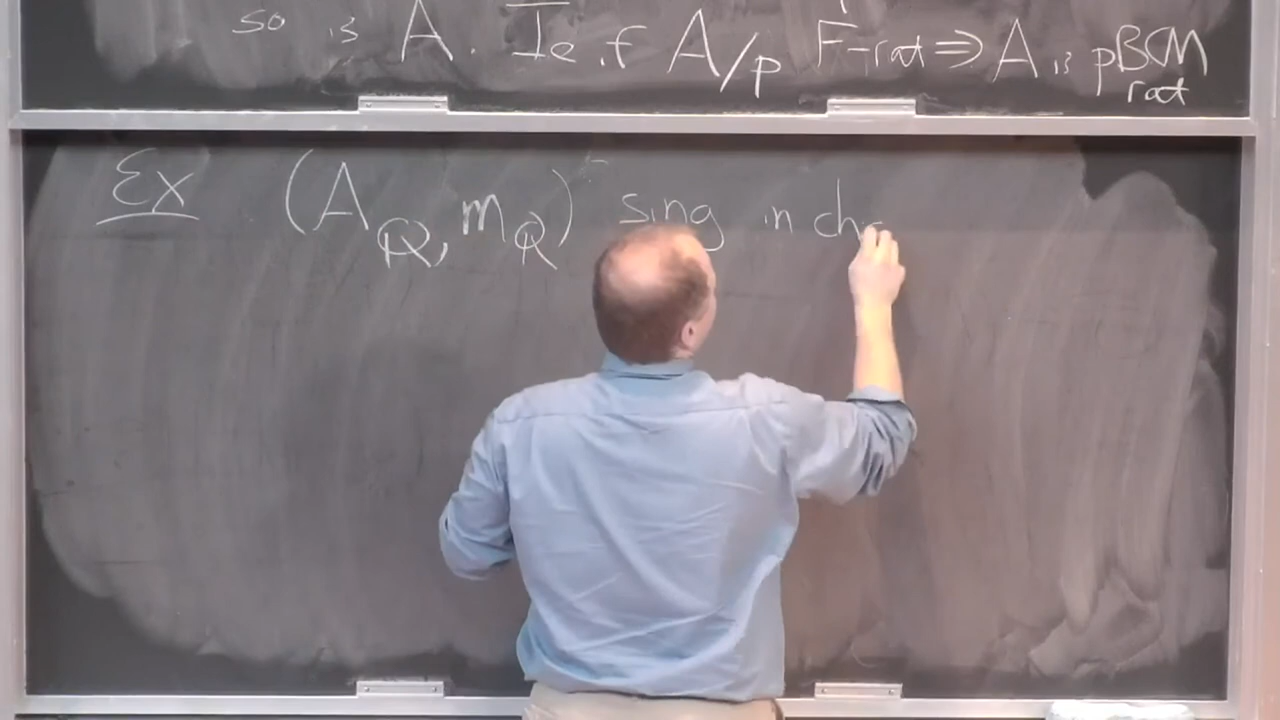 so is A. Ie if A/p F-rat ⇒ A is pBCM
rat
Ex (A_Q, m_Q) sing in ch